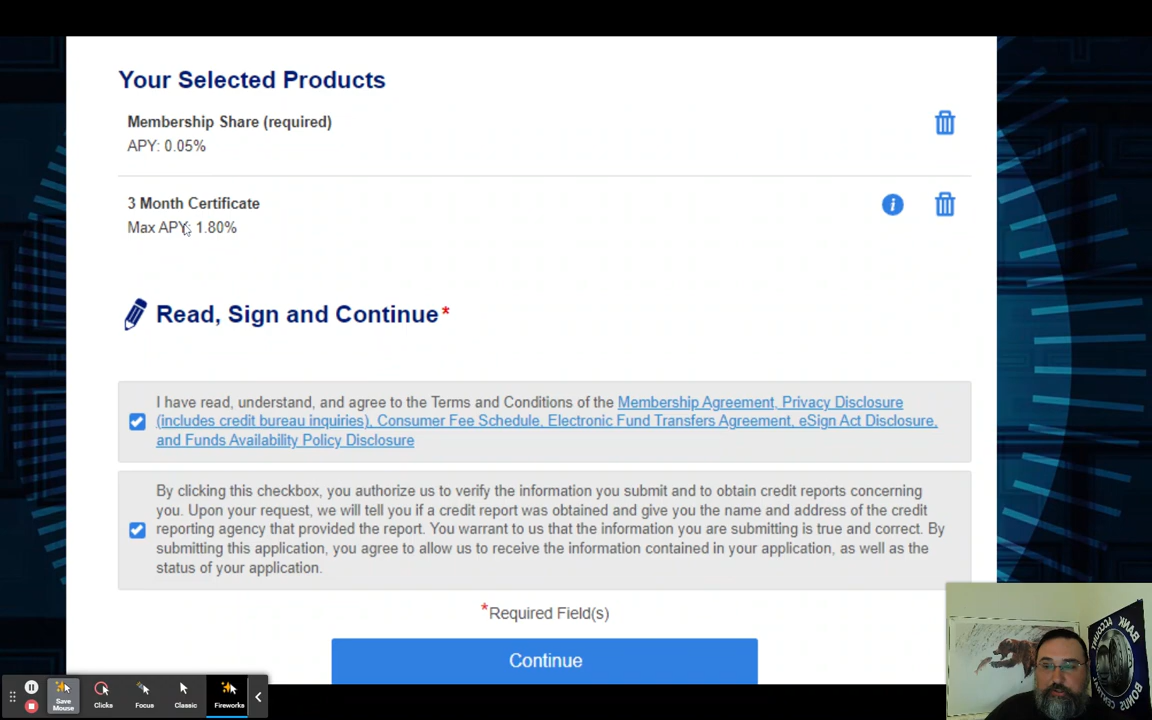 Your Selected Products
Membership Share (required)
APY: 0.05%
3 Month Certificate
Max APY: 1.80%
Read, Sign and Continue*
I have read, understand, and agree to the Terms and Conditions of the Membership Agreement, Privacy Disclosure
(includes credit bureau inquiries), Consumer Fee Schedule, Electronic Fund Transfers Agreement, eSign Act Disclosure,
and Funds Availability Policy Disclosure
By clicking this checkbox, you authorize us to verify the information you submit and to obtain credit reports concerning
you. Upon your request, we will tell you if a credit report was obtained and give you the name and address of the credit
reporting agency that provided the report. You warrant to us that the information you are submitting is true and correct. By
submitting this application, you agree to allow us to receive the information contained in your application, as well as the
status of your application.
*Required Field(s)
Continue
Save
Mouse
Clicks
Focus
Classic
Fireworks
BANK ACCOUNT
BONUS CENTRAL